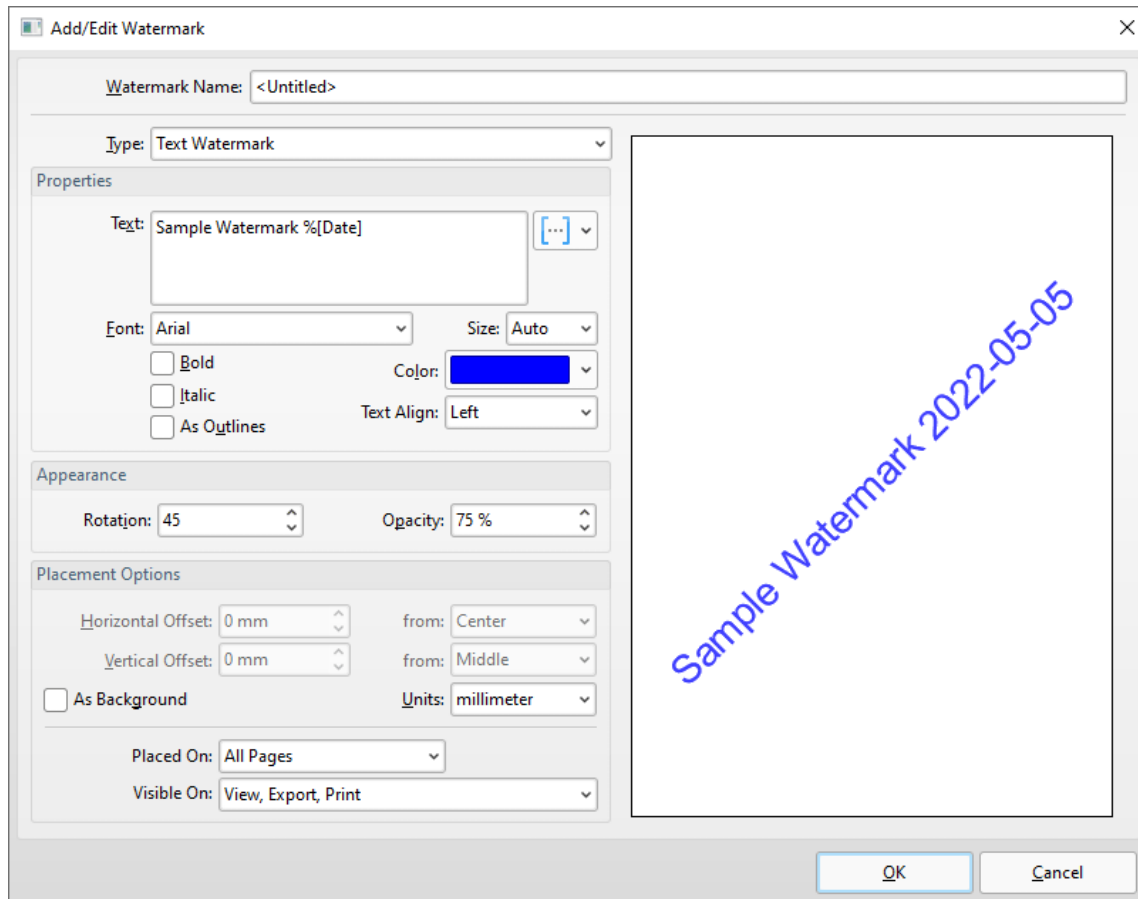 Add/Edit Watermark
Watermark Name: <Untitled>
Type: Text Watermark
Properties
Text: Sample Watermark %[Date]
Font: Arial Size: Auto
Bold
Color:
Italic
Text Align: Left
As Outlines
Appearance
Rotation: 45 Opacity: 75 %
Placement Options
Horizontal Offset: 0 mm from: Center
Vertical Offset: 0 mm from: Middle
As Background Units: millimeter
Placed On: All Pages
Visible On: View, Export, Print
Sample Watermark 2022-05-05
OK Cancel